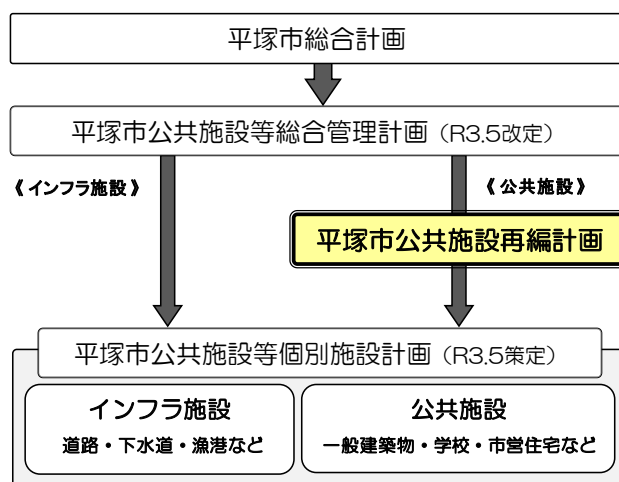 平塚市総合計画
平塚市公共施設等総合管理計画（R3.5改定）
《インフラ施設》
《公共施設》
平塚市公共施設再編計画
平塚市公共施設等個別施設計画（R3.5策定）
インフラ施設
道路・下水道・漁港など
公共施設
一般建築物・学校・市営住宅など